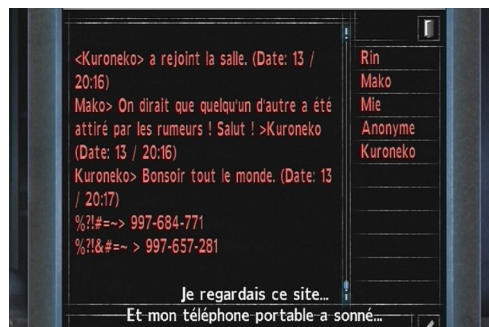 <Kuroneko> a rejoint la salle. (Date: 13 /
20:16)
Mako> On dirait que quelqu'un d'autre a été
attiré par les rumeurs ! Salut ! >Kuroneko
(Date: 13 / 20:16)
Kuroneko> Bonsoir tout le monde. (Date: 13
/ 20:17)
%?!#=~> 997-684-771
%?!&#=~ > 997-657-281
Rin
Mako
Mie
Anonyme
Kuroneko
Je regardais ce site...
Et mon téléphone portable a sonné...